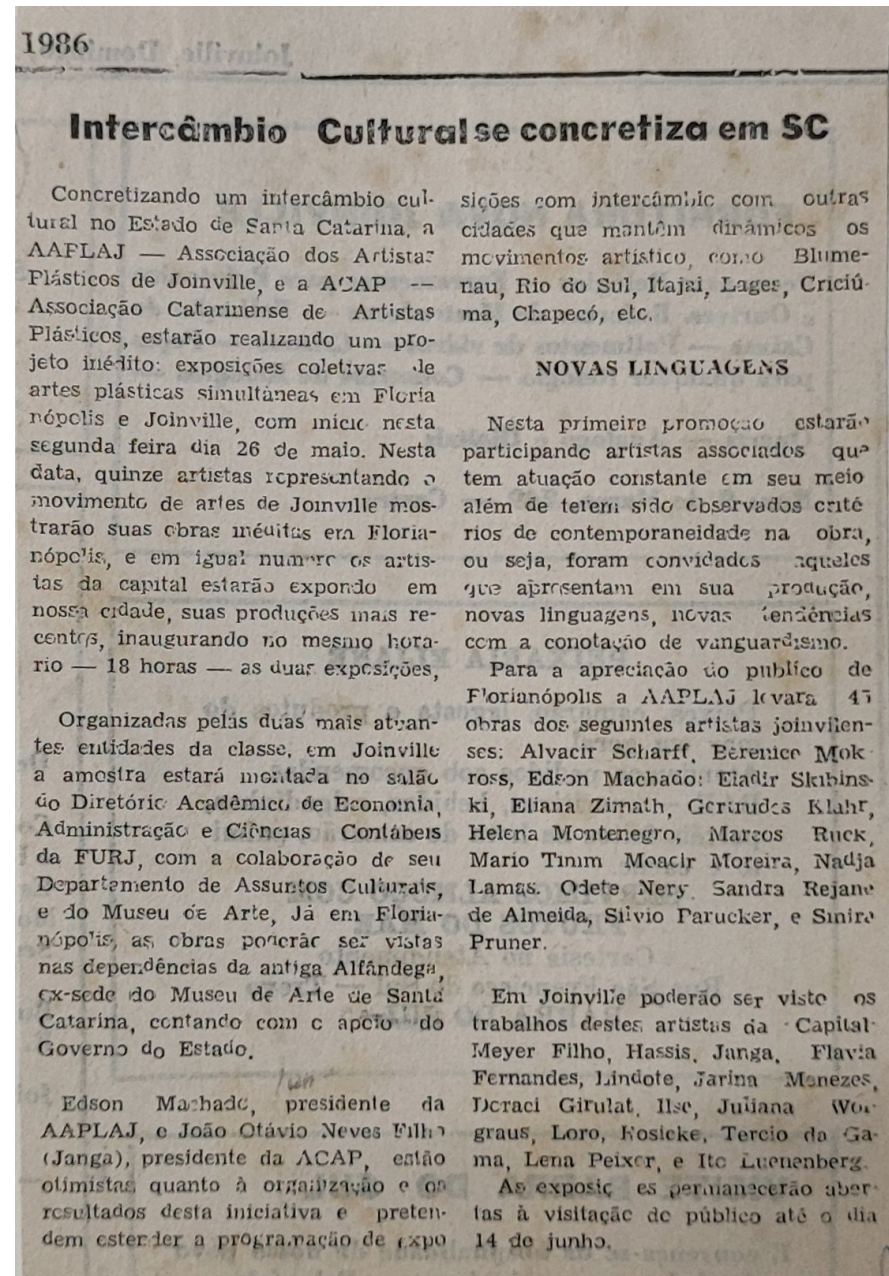 1986
Intercâmbio Cultural se concretiza em SC
Concretizando um intercâmbio cul-
tural no Estado de Santa Catarina, a
AAPLAJ — Associação dos Artistas
Plásticos de Joinville, e a ACAP —
Associação Catarinense de Artistas
Plásticos, estarão realizando um pro-
jeto inédito: exposições coletivas de
artes plásticas simultâneas em Floria
nópolis e Joinville, com início nesta
segunda feira dia 26 de maio. Nesta
data, quinze artistas representando o
movimento de artes de Joinville mos-
trarão suas obras inéditas em Floria-
nópolis, e em igual numero os artis-
tas da capital estarão expondo em
nossa cidade, suas produções mais re-
centes, inaugurando no mesmo hora-
rio — 18 horas — as duas exposições,
Organizadas pelas duas mais atuan-
tes entidades da classe, em Joinville
a amostra estará montada no salão
do Diretório Acadêmico de Economia,
Administração e Ciências Contábeis
da FURJ, com a colaboração de seu
Departamento de Assuntos Culturais,
e do Museu de Arte, Já em Floria-
nópolis, as obras poderão ser vistas
nas dependências da antiga Alfândega,
ex-sede do Museu de Arte de Santa
Catarina, contando com o apoio do
Governo do Estado.
Edson Machado, presidente da
AAPLAJ, e João Otávio Neves Filho
(Janga), presidente da ACAP, estão
otimistas quanto à organização e os
resultados desta iniciativa e preten-
dem estender a programação de expo
sições com intercâmbio com outras
cidades que mantêm dinâmicos os
movimentos artístico, como Blume-
nau, Rio do Sul, Itajai, Lages, Criciú-
ma, Chapecó, etc.
NOVAS LINGUAGENS
Nesta primeira promoção estarão
participando artistas associados que
tem atuação constante em seu meio
além de terem sido observados crité
rios de contemporaneidade na obra,
ou seja, foram convidados aqueles
que apresentam em sua produção,
novas linguagens, novas tendências
com a conotação de vanguardismo.
Para a apreciação do publico de
Florianópolis a AAPLAJ levara 45
obras dos seguintes artistas joinvilen-
ses: Alvacir Scharff, Berenice Mok
ross, Edson Machado: Eladir Skibins-
ki, Eliana Zimath, Gertrudes Klahr,
Helena Montenegro, Marcos Ruck,
Mario Timm Moacir Moreira, Nadja
Lamas. Odete Nery, Sandra Rejane
de Almeida, Silvio Parucker, e Sinira
Pruner.
Em Joinville poderão ser visto os
trabalhos destes artistas da Capital
Meyer Filho, Hassis, Janga, Flavia
Fernandes, Lindote, Jarina Menezes,
Doraci Girulat, Ilse, Juliana Wol-
graus, Loro, Kosicke, Tercio da Ga-
ma, Lena Peixer, e Ito Luenenberg.
As exposiç es permanecerão aber-
tas à visitação do público até o dia
14 de junho.